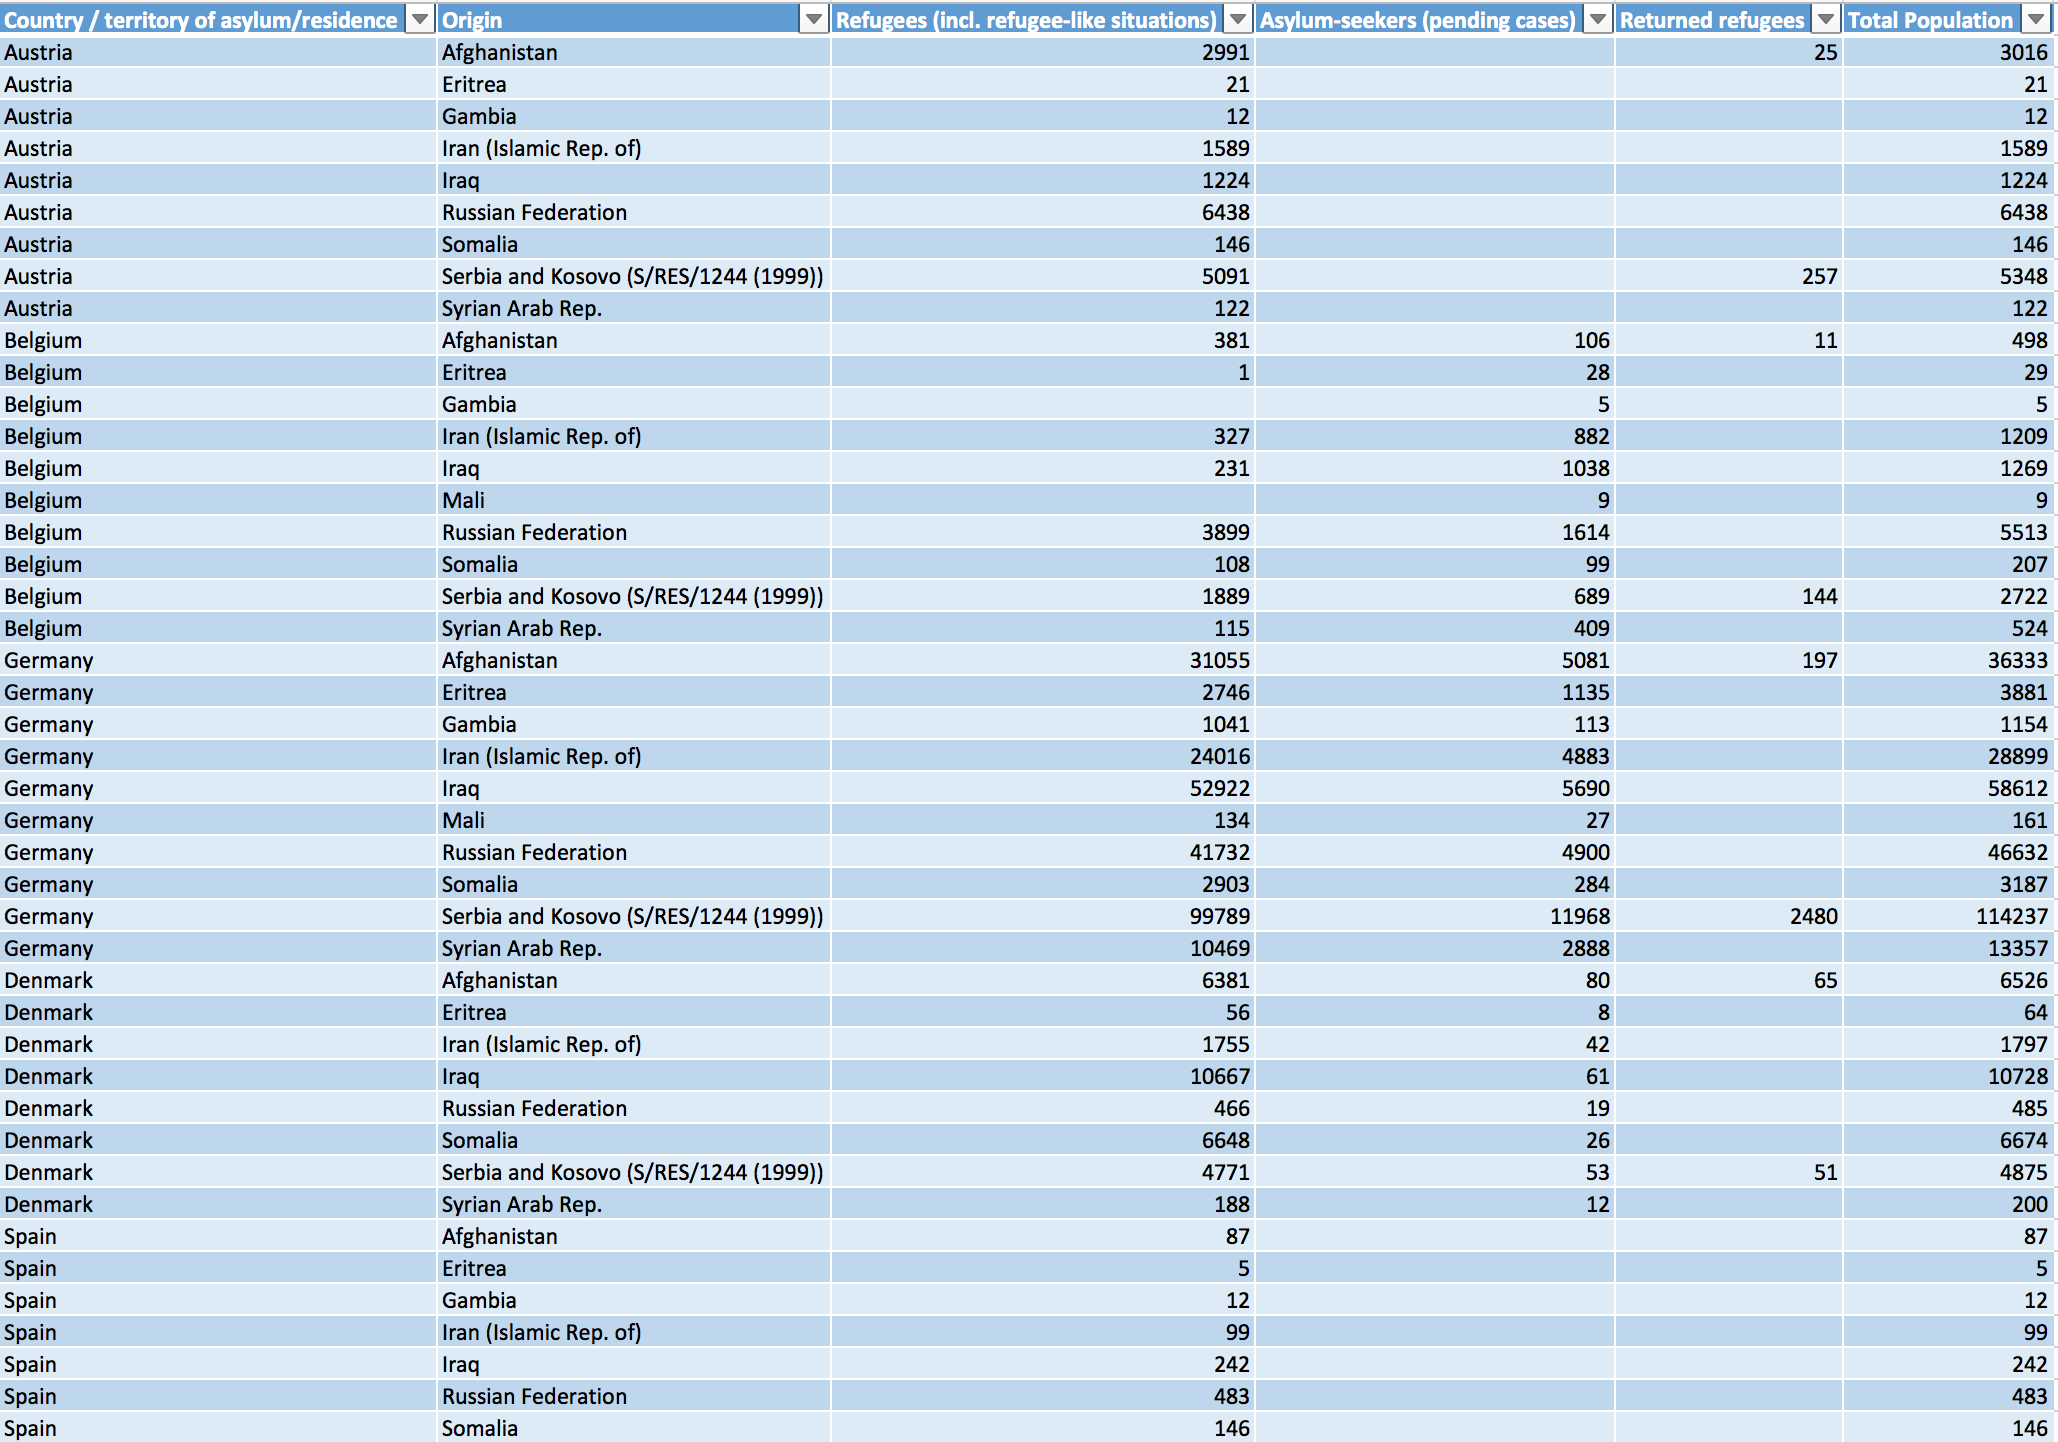 Country / territory of asylum/residence Origin Refugees (incl. refugee-like situations) Asylum-seekers (pending cases) Returned refugees Total Population
Austria Afghanistan 2991 25 3016
Austria Eritrea 21 21
Austria Gambia 12 12
Austria Iran (Islamic Rep. of) 1589 1589
Austria Iraq 1224 1224
Austria Russian Federation 6438 6438
Austria Somalia 146 146
Austria Serbia and Kosovo (S/RES/1244 (1999)) 5091 257 5348
Austria Syrian Arab Rep. 122 122
Belgium Afghanistan 381 106 11 498
Belgium Eritrea 1 28 29
Belgium Gambia 5 5
Belgium Iran (Islamic Rep. of) 327 882 1209
Belgium Iraq 231 1038 1269
Belgium Mali 9 9
Belgium Russian Federation 3899 1614 5513
Belgium Somalia 108 99 207
Belgium Serbia and Kosovo (S/RES/1244 (1999)) 1889 689 144 2722
Belgium Syrian Arab Rep. 115 409 524
Germany Afghanistan 31055 5081 197 36333
Germany Eritrea 2746 1135 3881
Germany Gambia 1041 113 1154
Germany Iran (Islamic Rep. of) 24016 4883 28899
Germany Iraq 52922 5690 58612
Germany Mali 134 27 161
Germany Russian Federation 41732 4900 46632
Germany Somalia 2903 284 3187
Germany Serbia and Kosovo (S/RES/1244 (1999)) 99789 11968 2480 114237
Germany Syrian Arab Rep. 10469 2888 13357
Denmark Afghanistan 6381 80 65 6526
Denmark Eritrea 56 8 64
Denmark Iran (Islamic Rep. of) 1755 42 1797
Denmark Iraq 10667 61 10728
Denmark Russian Federation 466 19 485
Denmark Somalia 6648 26 6674
Denmark Serbia and Kosovo (S/RES/1244 (1999)) 4771 53 51 4875
Denmark Syrian Arab Rep. 188 12 200
Spain Afghanistan 87 87
Spain Eritrea 5 5
Spain Gambia 12 12
Spain Iran (Islamic Rep. of) 99 99
Spain Iraq 242 242
Spain Russian Federation 483 483
Spain Somalia 146 146